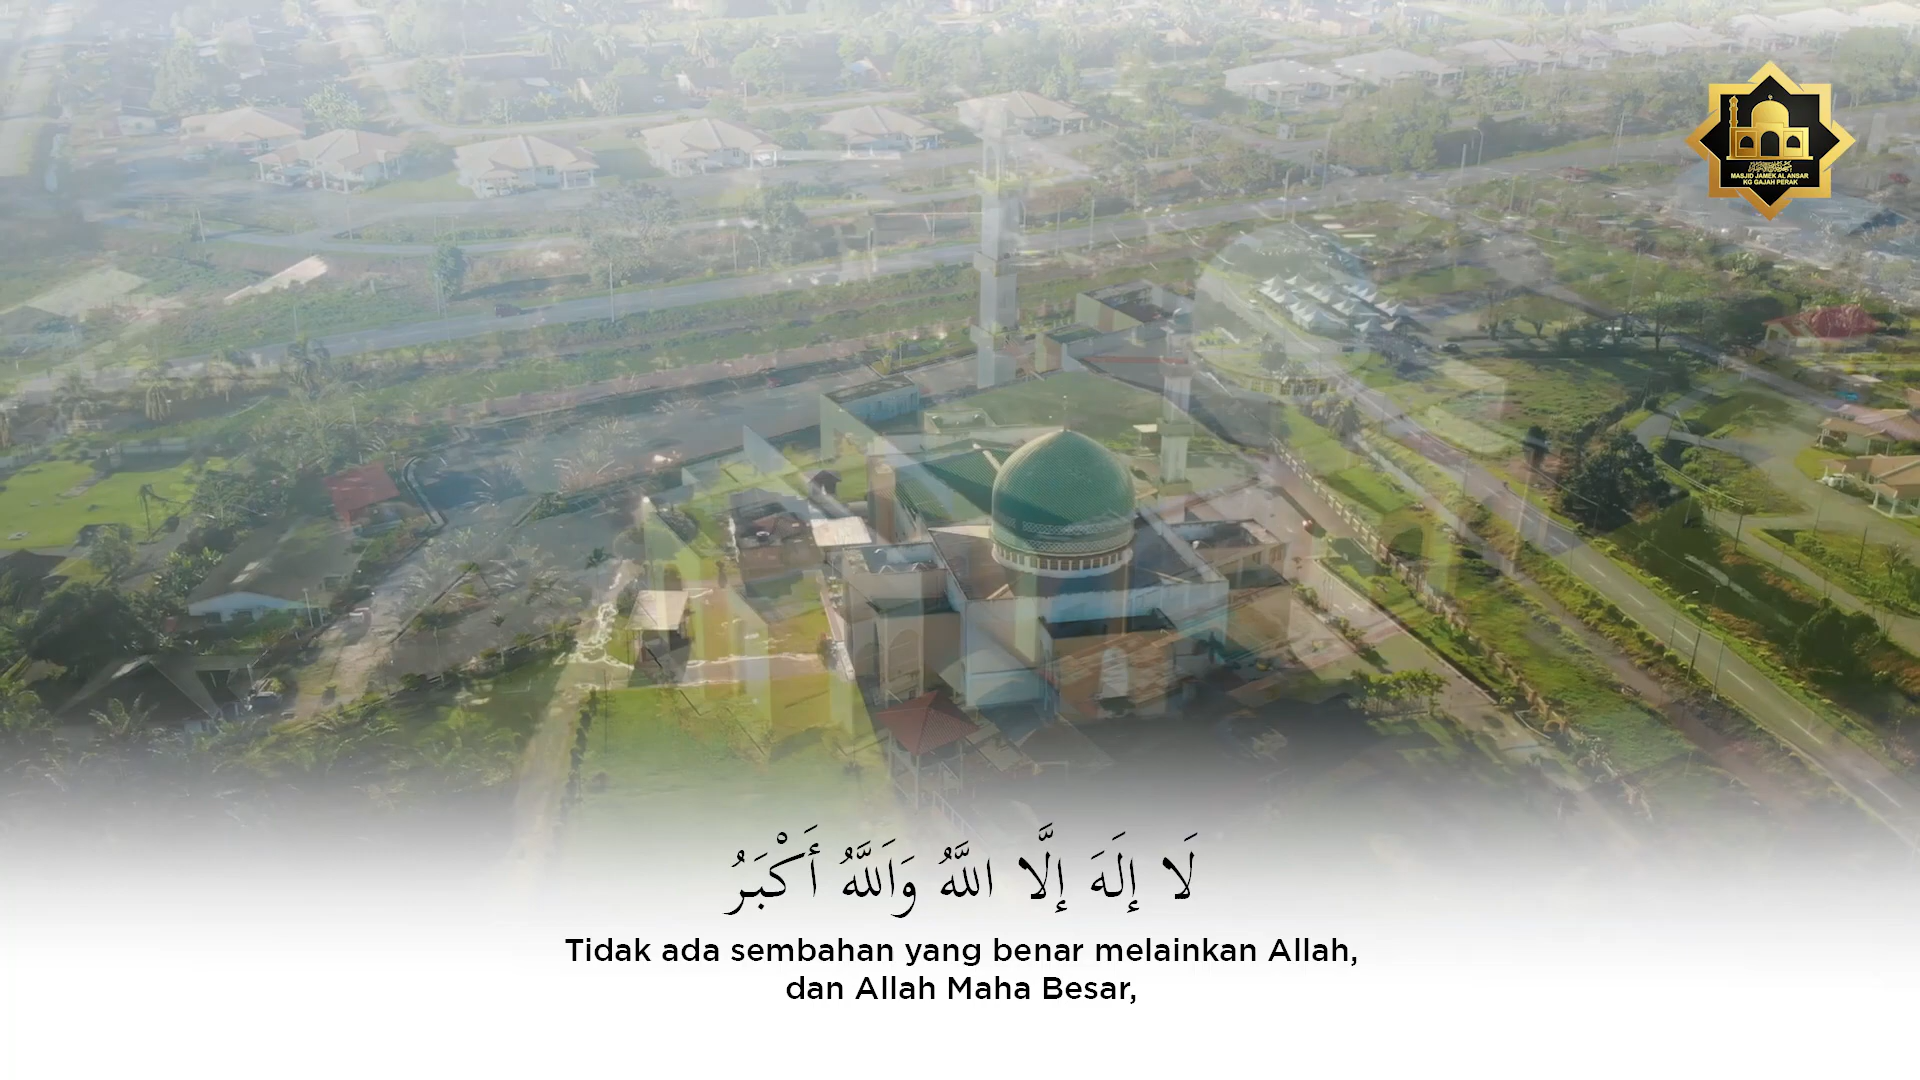 MASJID JAMEK AL ANSAR
KG GAJAH PERAK
لَا إِلَهَ إِلَّا اللَّهُ وَاَللَّهُ أَكْبَرُ
Tidak ada sembahan yang benar melainkan Allah,
dan Allah Maha Besar,